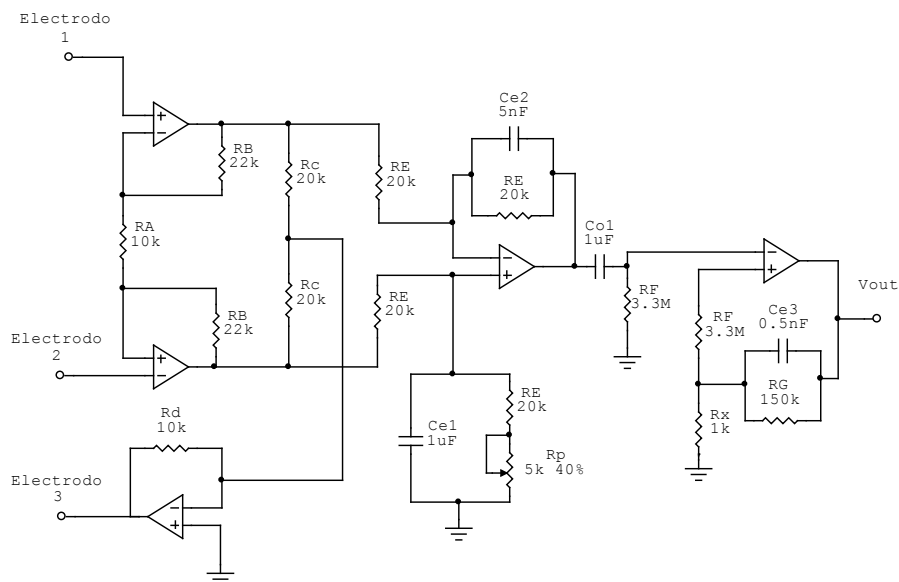 Electrodo
1
+
−
RB
22k
RA
10k
RB
22k
+
−
Electrodo
2
Rc
20k
Rc
20k
RE
20k
RE
20k
Ce2
5nF
RE
20k
−
+
Co1
1uF
RF
3.3M
−
+
RF
3.3M
Ce3
0.5nF
RG
150k
Rx
1k
Vout
Ce1
1uF
RE
20k
Rp
5k 40%
Rd
10k
Electrodo
3
−
+